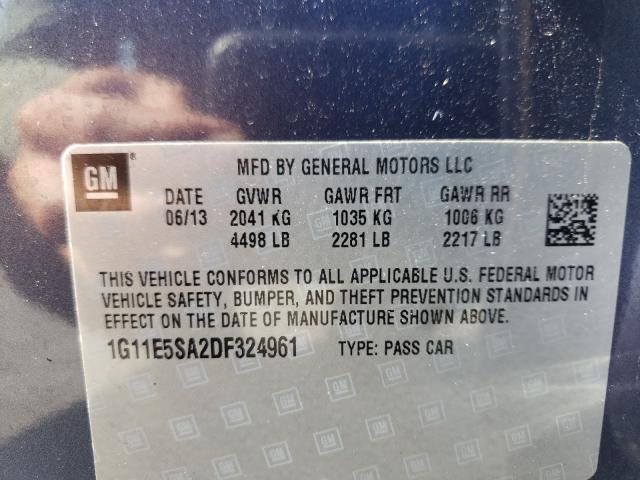 GM
MFD BY GENERAL MOTORS LLC
DATE GVWR GAWR FRT GAWR RR
06/13 2041 KG 1035 KG 1006 KG
4498 LB 2281 LB 2217 LB
THIS VEHICLE CONFORMS TO ALL APPLICABLE U.S. FEDERAL MOTOR
VEHICLE SAFETY, BUMPER, AND THEFT PREVENTION STANDARDS IN
EFFECT ON THE DATE OF MANUFACTURE SHOWN ABOVE.
1G11E5SA2DF324961 TYPE: PASS CAR